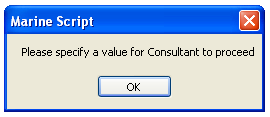 Marine Script
Please specify a value for Consultant to proceed
OK